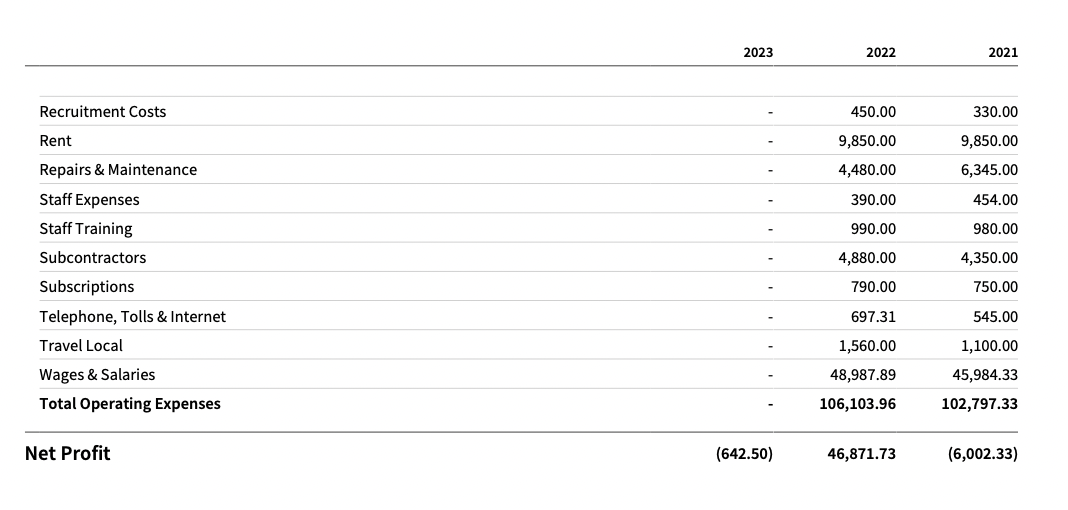 2023 2022 2021
Recruitment Costs - 450.00 330.00
Rent - 9,850.00 9,850.00
Repairs & Maintenance - 4,480.00 6,345.00
Staff Expenses - 390.00 454.00
Staff Training - 990.00 980.00
Subcontractors - 4,880.00 4,350.00
Subscriptions - 790.00 750.00
Telephone, Tolls & Internet - 697.31 545.00
Travel Local - 1,560.00 1,100.00
Wages & Salaries - 48,987.89 45,984.33
Total Operating Expenses - 106,103.96 102,797.33
Net Profit (642.50) 46,871.73 (6,002.33)